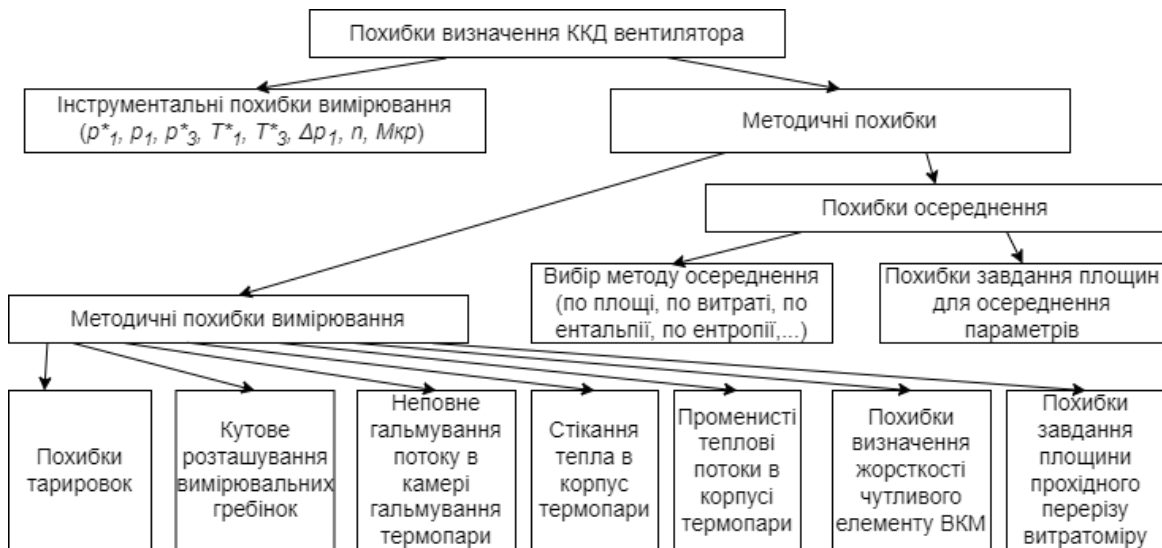 Похибки визначення ККД вентилятора
Інструментальні похибки вимірювання
(p*1, p1, p*3, T*1, T*3, Δp1, n, Мкр)
Методичні похибки
Похибки осереднення
Вибір методу осереднення
(по площі, по витраті, по
ентальпії, по ентропії,...)
Похибки завдання площин
для осереднення
параметрів
Методичні похибки вимірювання
Похибки
тарировок
Кутове
розташування
вимірювальних
гребінок
Неповне
гальмування
потоку в
камері
гальмування
термопари
Стікання
тепла в
корпус
термопари
Променисті
теплові
потоки в
корпусі
термопари
Похибки
визначення
жорсткості
чутливого
елементу ВКМ
Похибки
завдання
площини
прохідного
перерізу
витратоміру